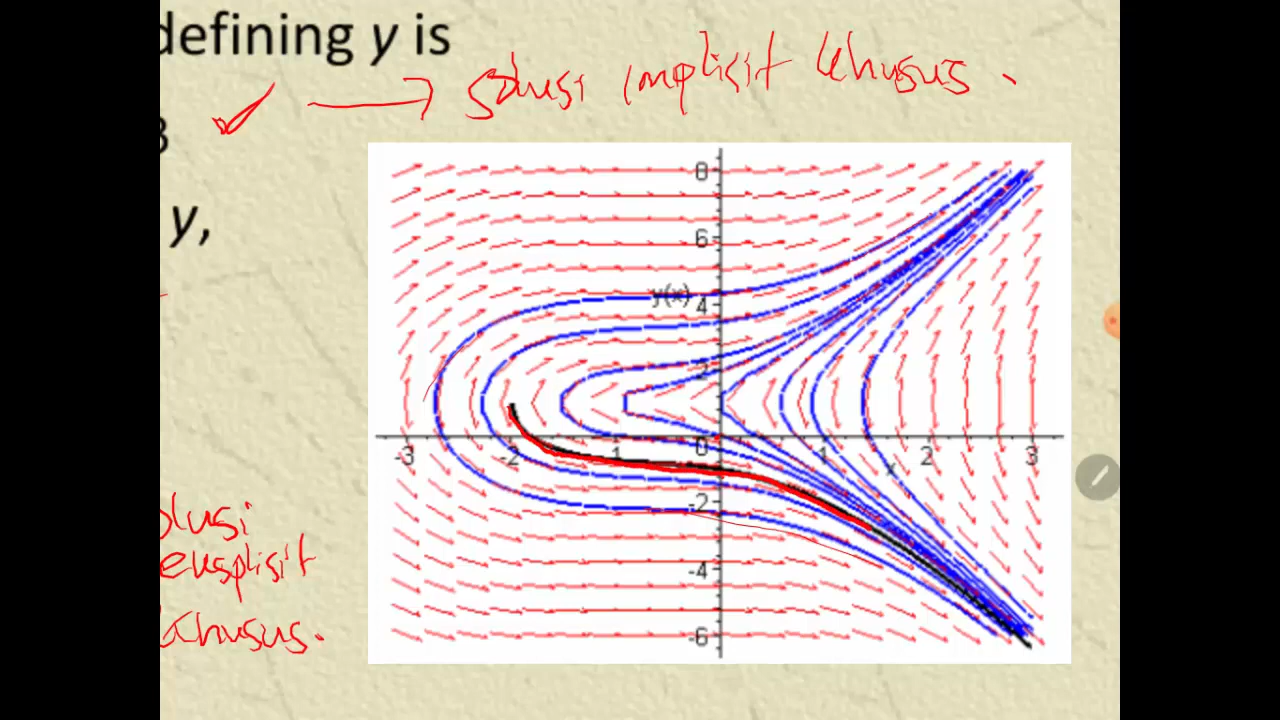 defining y is
→ solusi implisit khusus.
3
y,
8
6
y(x) 4
2
0
-3 -2 1 1 x 2 3
-2
-4
-6
olusi
eksplisit
khusus.